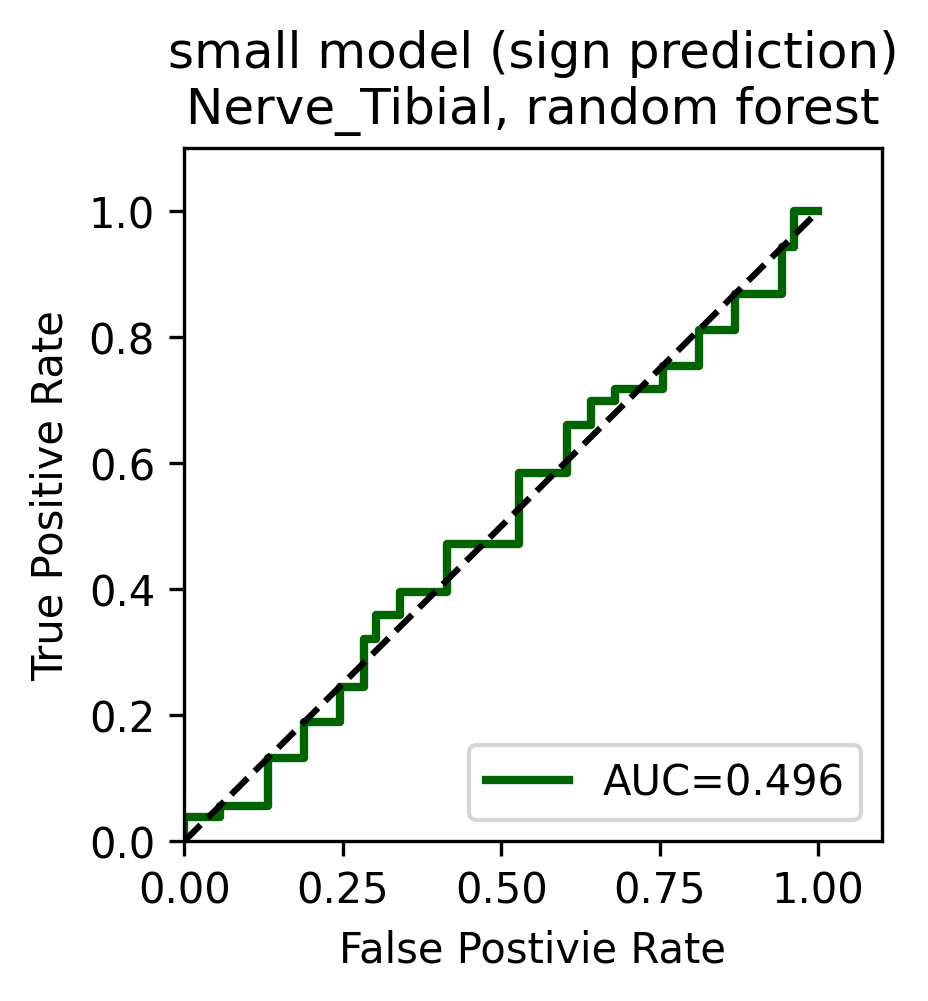 small model (sign prediction)
Nerve_Tibial, random forest
1.0
0.8
0.6
0.4
0.2
0.0
True Positive Rate
AUC=0.496
0.00 0.25 0.50 0.75 1.00
False Postivie Rate